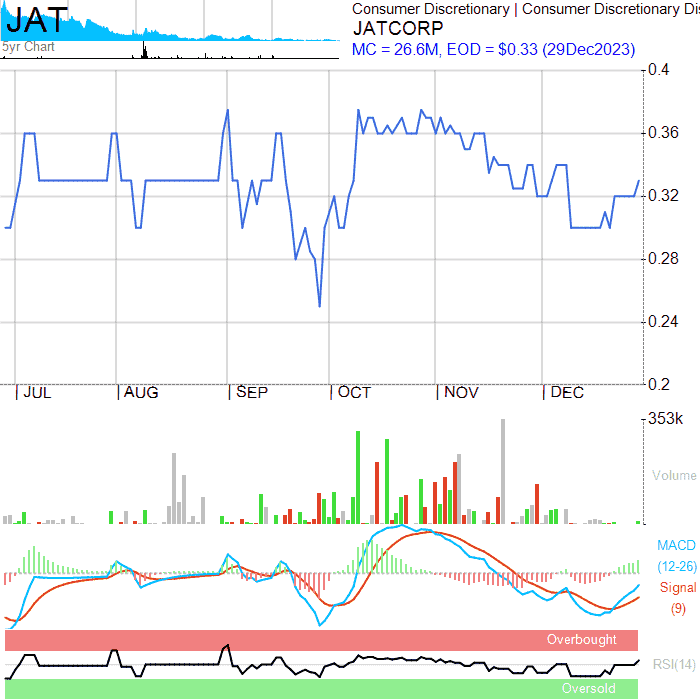 JAT
5yr Chart
Consumer Discretionary | Consumer Discretionary Dis
JATCORP
MC = 26.6M, EOD = $0.33 (29Dec2023)
0.4
0.36
0.32
0.28
0.24
0.2
JUL AUG SEP OCT NOV DEC
353k
Volume
MACD
(12-26)
Signal
(9)
Overbought
RSI(14)
Oversold